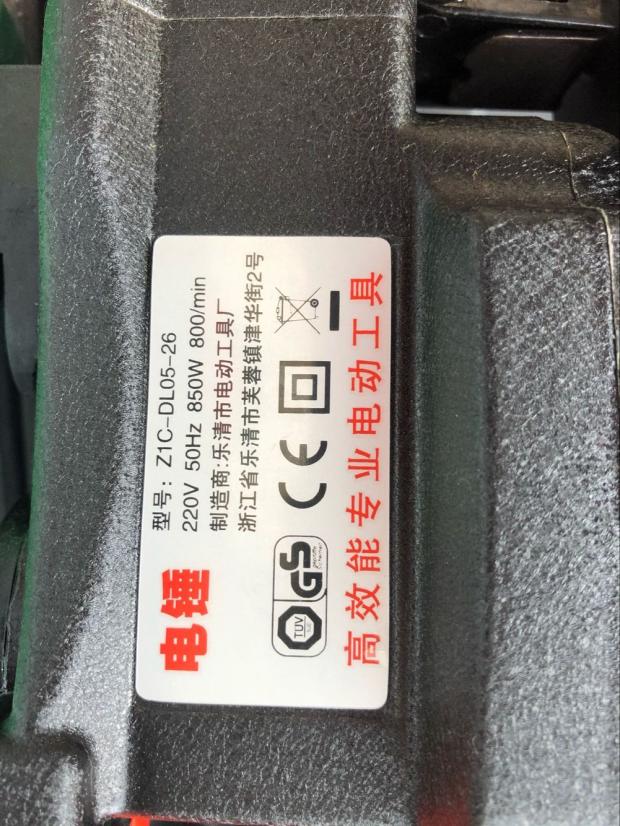 电锤
型号：Z1C-DL05-26
220V 50Hz 850W 800/min
制造商:乐清市电动工具厂
浙江省乐清市芙蓉镇津华街2号
TUV
GS
CE
高效能专业电动工具